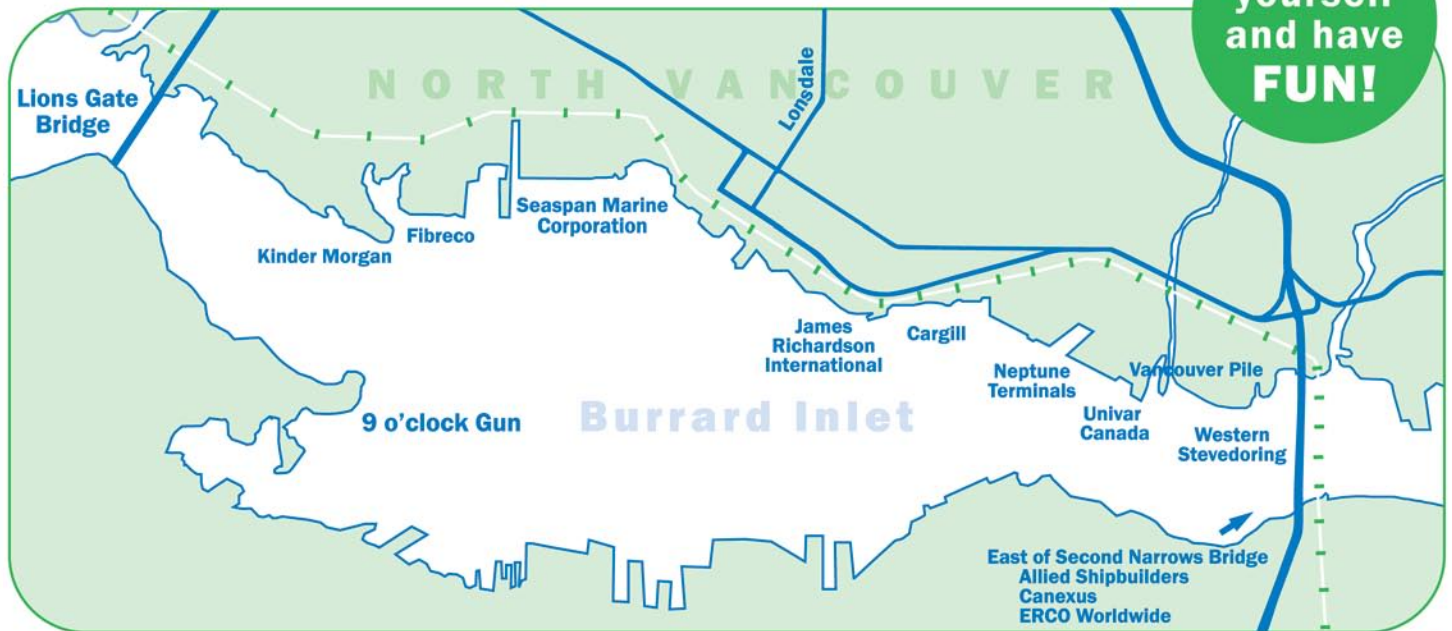 yourself
and have
FUN!
NORTH VANCOUVER
Lonsdale
Lions Gate
Bridge
Seaspan Marine
Corporation
Fibreco
Kinder Morgan
James
Richardson
International
Cargill
Neptune
Terminals
Vancouver Pile
Univar
Canada
Western
Stevedoring
9 o'clock Gun
Burrard Inlet
East of Second Narrows Bridge
Allied Shipbuilders
Canexus
ERCO Worldwide